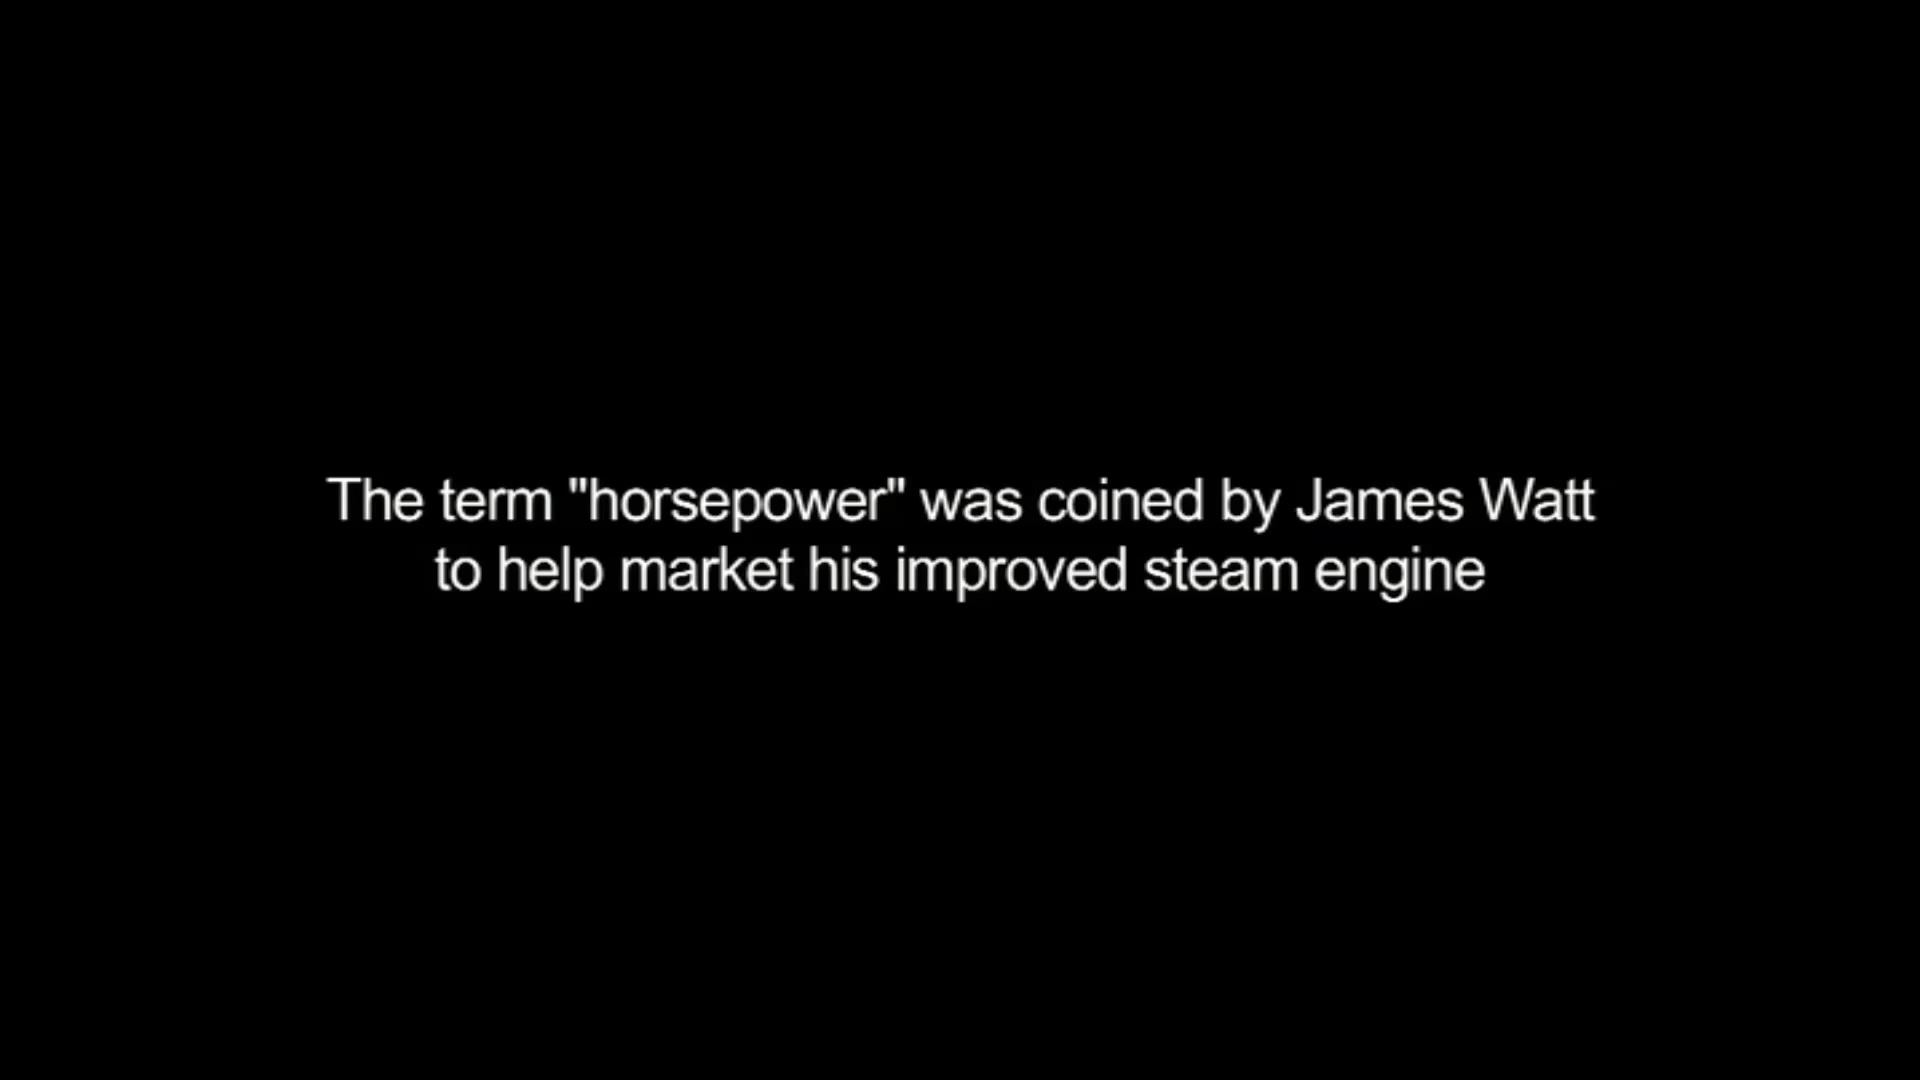 The term "horsepower" was coined by James Watt
to help market his improved steam engine